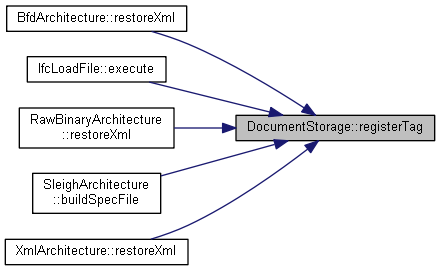 BfdArchitecture::restoreXml
IfcLoadFile::execute
RawBinaryArchitecture
::restoreXml
DocumentStorage::registerTag
SleighArchitecture
::buildSpecFile
XmlArchitecture::restoreXml